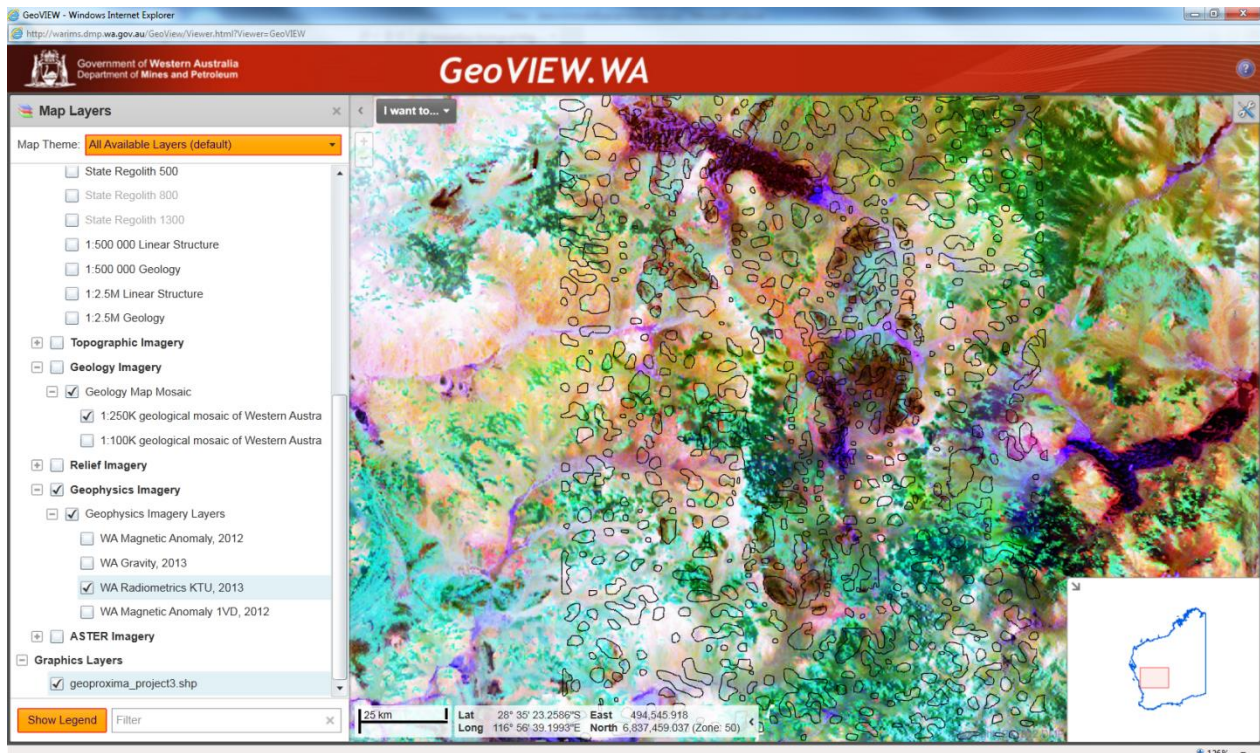 GeoVIEW - Windows Internet Explorer
http://warims.dmp.wa.gov.au/GeoView/Viewer.html?Viewer=GeoVIEW
Government of Western Australia
Department of Mines and Petroleum
GeoVIEW.WA
Map Layers
I want to...
Map Theme: All Available Layers (default)
State Regolith 500
State Regolith 800
State Regolith 1300
1:500 000 Linear Structure
1:500 000 Geology
1:2.5M Linear Structure
1:2.5M Geology
Topographic Imagery
Geology Imagery
Geology Map Mosaic
1:250K geological mosaic of Western Austra
1:100K geological mosaic of Western Austra
Relief Imagery
Geophysics Imagery
Geophysics Imagery Layers
WA Magnetic Anomaly, 2012
WA Gravity, 2013
WA Radiometrics KTU, 2013
WA Magnetic Anomaly 1VD, 2012
ASTER Imagery
Graphics Layers
geoproxima_project3.shp
Show Legend
Filter
25 km
Lat 28° 35' 23.2586"S East 494,545.918
Long 116° 56' 39.1993"E North 6,837,459.037 (Zone: 50)
125%